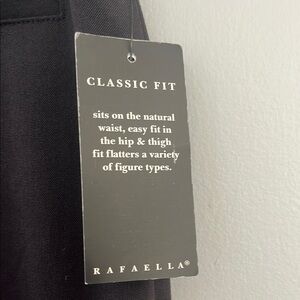 CLASSIC FIT
sits on the natural
waist, easy fit in
the hip & thigh
fit flatters a variety
of figure types.
RAFAELLA®